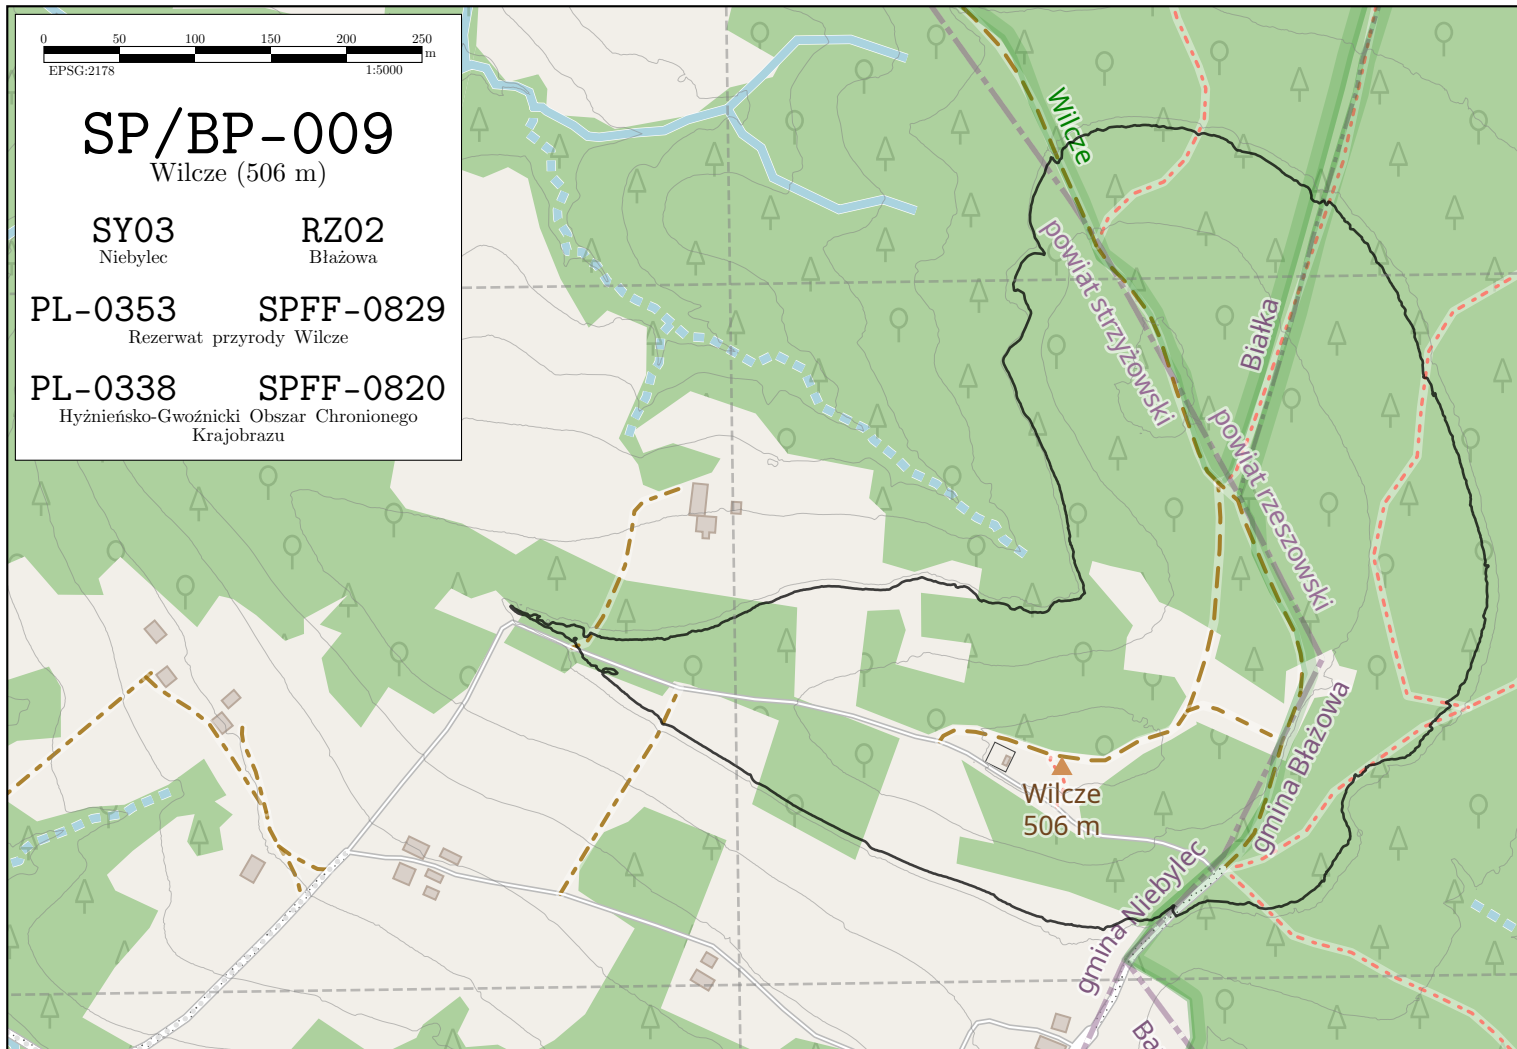 0 50 100 150 200 250
m
EPSG:2178 1:5000
SP/BP-009
Wilcze (506 m)
SY03 RZ02
Niebylec Błażowa
PL-0353 SPFF-0829
Rezerwat przyrody Wilcze
PL-0338 SPFF-0820
Hyżnieńsko-Gwoźnicki Obszar Chronionego
Krajobrazu
Wilcze
powiat strzyżowski
Białka
powiat rzeszowski
gmina Błażowa
Wilcze
506 m
gmina Niebylec
Ba